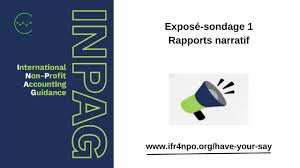 INPAG
International
Non-Profit
Accounting
Guidance
Exposé-sondage 1
Rapports narratif
www.ifr4npo.org/have-your-say